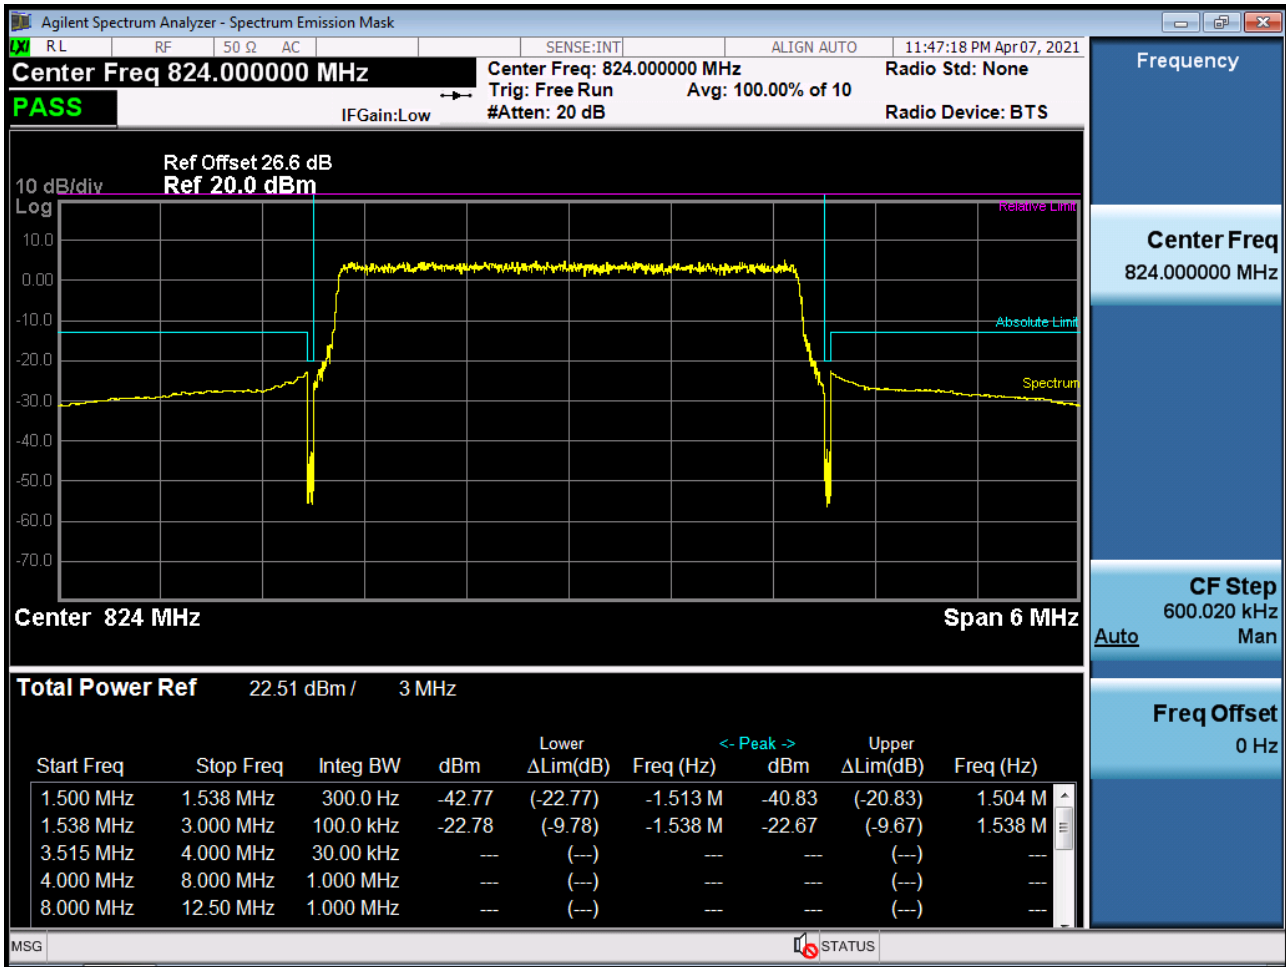 Agilent Spectrum Analyzer - Spectrum Emission Mask
LXI RL RF 50 Ω AC SENSE:INT ALIGN AUTO 11:47:18 PM Apr 07, 2021
Center Freq 824.000000 MHz
PASS
IFGain:Low
Center Freq: 824.000000 MHz
Trig: Free Run Avg: 100.00% of 10
#Atten: 20 dB
Radio Std: None
Radio Device: BTS
Ref Offset 26.6 dB
10 dB/div Ref 20.0 dBm
Log
Relative Limit
10.0
0.00
-10.0
Absolute Limit
-20.0
Spectrum
-30.0
-40.0
-50.0
-60.0
-70.0
Center 824 MHz Span 6 MHz
Total Power Ref 22.51 dBm / 3 MHz
Lower <- Peak -> Upper
Start Freq Stop Freq Integ BW dBm ΔLim(dB) Freq (Hz) dBm ΔLim(dB) Freq (Hz)
1.500 MHz 1.538 MHz 300.0 Hz -42.77 (-22.77) -1.513 M -40.83 (-20.83) 1.504 M
1.538 MHz 3.000 MHz 100.0 kHz -22.78 (-9.78) -1.538 M -22.67 (-9.67) 1.538 M
3.515 MHz 4.000 MHz 30.00 kHz --- (---) --- --- (---) ---
4.000 MHz 8.000 MHz 1.000 MHz --- (---) --- --- (---) ---
8.000 MHz 12.50 MHz 1.000 MHz --- (---) --- --- (---) ---
MSG STATUS
Frequency
Center Freq
824.000000 MHz
CF Step
600.020 kHz
Auto Man
Freq Offset
0 Hz